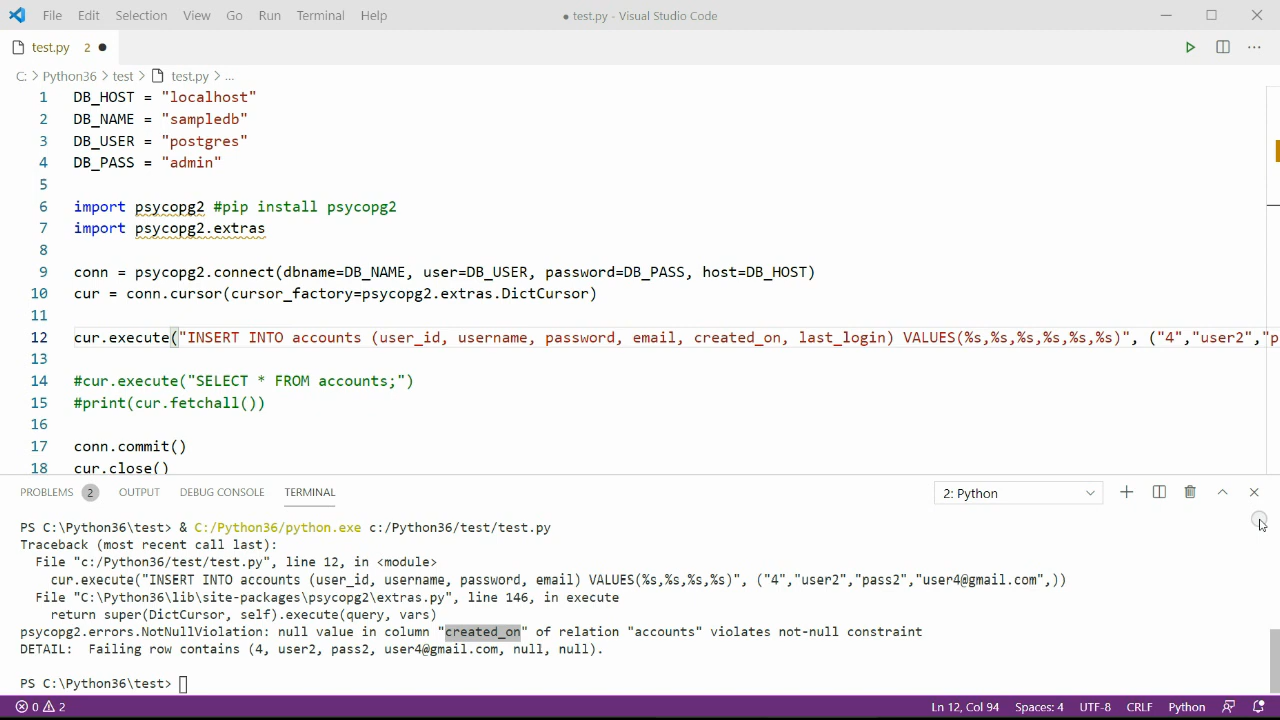 File Edit Selection View Go Run Terminal Help ● test.py - Visual Studio Code
test.py 2 ●
C: > Python36 > test > test.py > ...
1 DB_HOST = "localhost"
2 DB_NAME = "sampledb"
3 DB_USER = "postgres"
4 DB_PASS = "admin"
5
6 import psycopg2 #pip install psycopg2
7 import psycopg2.extras
8
9 conn = psycopg2.connect(dbname=DB_NAME, user=DB_USER, password=DB_PASS, host=DB_HOST)
10 cur = conn.cursor(cursor_factory=psycopg2.extras.DictCursor)
11
12 cur.execute("INSERT INTO accounts (user_id, username, password, email, created_on, last_login) VALUES(%s,%s,%s,%s,%s,%s)", ("4","user2","p
13
14 #cur.execute("SELECT * FROM accounts;")
15 #print(cur.fetchall())
16
17 conn.commit()
18 cur.close()
PROBLEMS 2 OUTPUT DEBUG CONSOLE TERMINAL 2: Python
PS C:\Python36\test> & C:/Python36/python.exe c:/Python36/test/test.py
Traceback (most recent call last):
File "c:/Python36/test/test.py", line 12, in <module>
cur.execute("INSERT INTO accounts (user_id, username, password, email) VALUES(%s,%s,%s,%s)", ("4","user2","pass2","user4@gmail.com",))
File "C:\Python36\lib\site-packages\psycopg2\extras.py", line 146, in execute
return super(DictCursor, self).execute(query, vars)
psycopg2.errors.NotNullViolation: null value in column "created_on" of relation "accounts" violates not-null constraint
DETAIL:  Failing row contains (4, user2, pass2, user4@gmail.com, null, null).
PS C:\Python36\test>
0 2 Ln 12, Col 94 Spaces: 4 UTF-8 CRLF Python